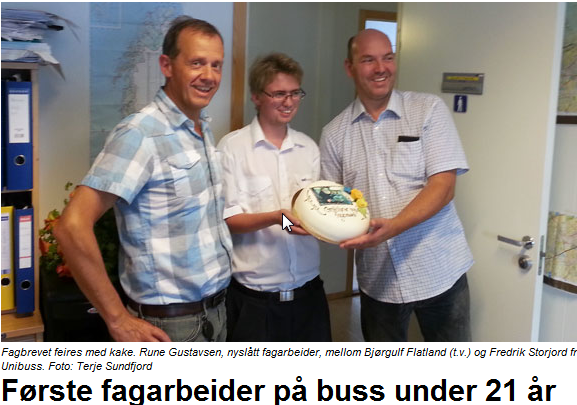 Fagbrevet feires med kake. Rune Gustavsen, nyslått fagarbeider, mellom Bjørgulf Flatland (t.v.) og Fredrik Storjord fr
Unibuss. Foto: Terje Sundfjord
Første fagarbeider på buss under 21 år